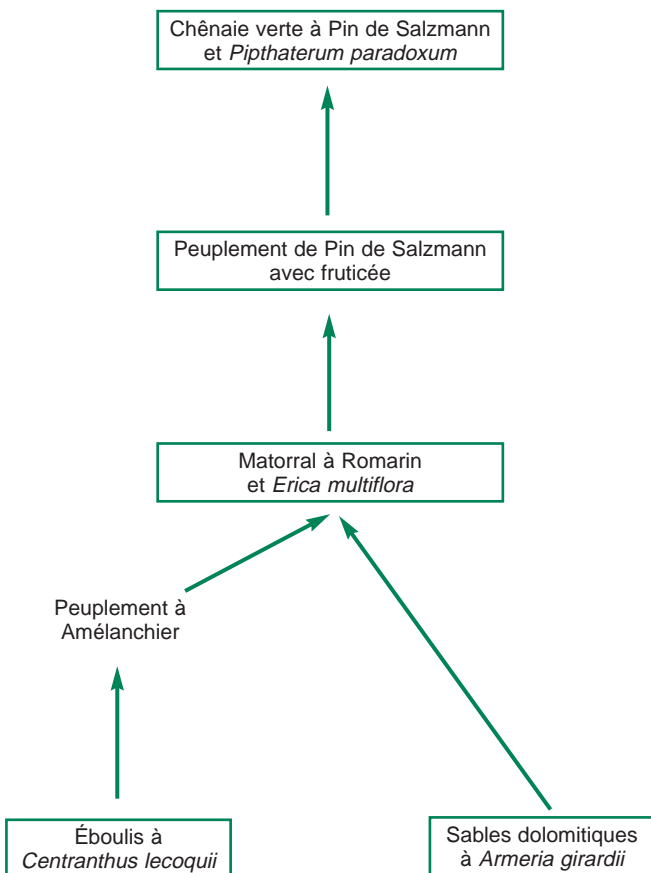 Chênaie verte à Pin de Salzmann
et Pipthaterum paradoxum
Peuplement de Pin de Salzmann
avec fruticée
Matorral à Romarin
et Erica multiflora
Peuplement à
Amélanchier
Éboulis à
Centranthus lecoquii
Sables dolomitiques
à Armeria girardii